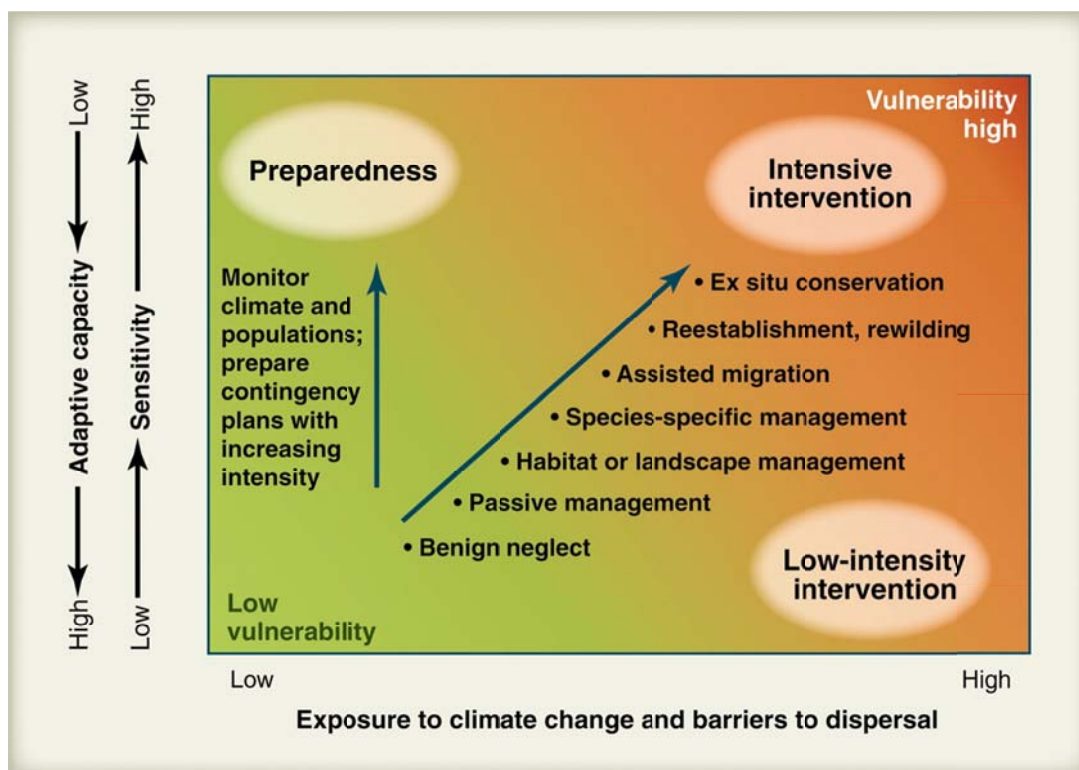 Low
Adaptive capacity
High
High
Sensitivity
Low
Vulnerability
high
Preparedness
Intensive
intervention
Monitor
climate and
populations;
prepare
contingency
plans with
increasing
intensity
• Ex situ conservation
• Reestablishment, rewilding
• Assisted migration
• Species-specific management
• Habitat or landscape management
• Passive management
• Benign neglect
Low-intensity
intervention
Low
vulnerability
Low
High
Exposure to climate change and barriers to dispersal